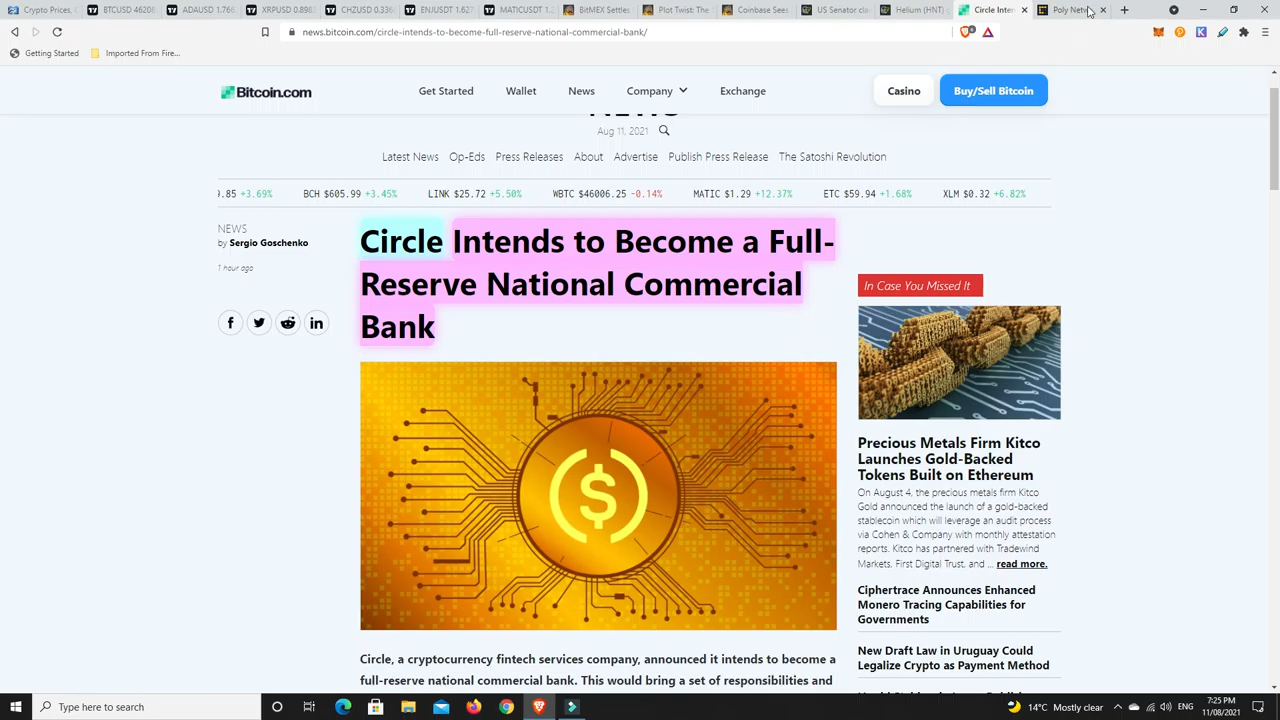 Crypto Prices, C
BTCUSD 46208
ADAUSD 1.766
XRPUSD 0.898
CHZUSD 0.336
ENJUSDT 1.62
MATICUSDT 1.
BitMEX Settles
Plot Twist: The
Coinbase Sees
US Senator cla
Helium (HNT)
Circle Inten
Poly Netw
news.bitcoin.com/circle-intends-to-become-full-reserve-national-commercial-bank/
Getting Started
Imported From Fire...
Bitcoin.com
Get Started
Wallet
News
Company
Exchange
Casino
Buy/Sell Bitcoin
NEWS
Aug 11, 2021
Latest News
Op-Eds
Press Releases
About
Advertise
Publish Press Release
The Satoshi Revolution
.85 +3.69%
BCH $605.99 +3.45%
LINK $25.72 +5.50%
WBTC $46006.25 -0.14%
MATIC $1.29 +12.37%
ETC $59.94 +1.68%
XLM $0.32 +6.82%
NEWS
by Sergio Goschenko
1 hour ago
Circle Intends to Become a Full-
Reserve National Commercial
Bank
Circle, a cryptocurrency fintech services company, announced it intends to become a
full-reserve national commercial bank. This would bring a set of responsibilities and
In Case You Missed It
Precious Metals Firm Kitco
Launches Gold-Backed
Tokens Built on Ethereum
On August 4, the precious metals firm Kitco
Gold announced the launch of a gold-backed
stablecoin which will leverage an audit process
via Cohen & Company with monthly attestation
reports. Kitco has partnered with Tradewind
Markets, First Digital Trust, and ... read more.
Ciphertrace Announces Enhanced
Monero Tracing Capabilities for
Governments
New Draft Law in Uruguay Could
Legalize Crypto as Payment Method
Type here to search
14°C Mostly clear
7:25 PM
11/08/2021